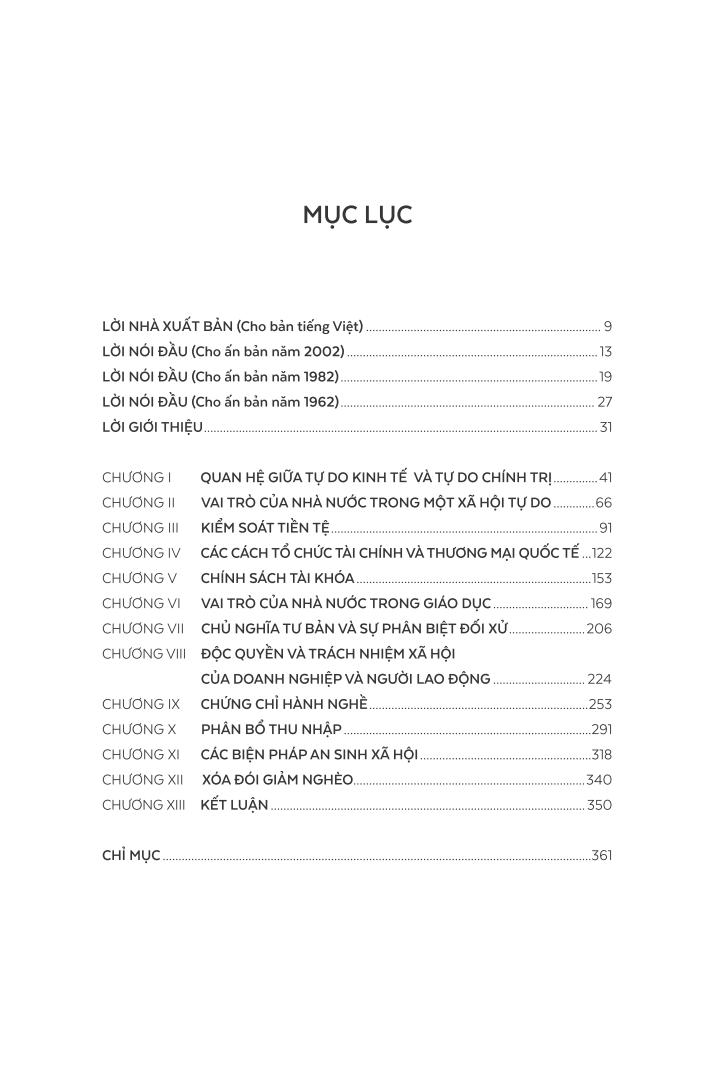 MỤC LỤC
LỜI NHÀ XUẤT BẢN (Cho bản tiếng Việt) ........ 9
LỜI NÓI ĐẦU (Cho ấn bản năm 2002) ........ 13
LỜI NÓI ĐẦU (Cho ấn bản năm 1982) ........ 19
LỜI NÓI ĐẦU (Cho ấn bản năm 1962) ........ 27
LỜI GIỚI THIỆU ........ 31
CHƯƠNG I QUAN HỆ GIỮA TỰ DO KINH TẾ VÀ TỰ DO CHÍNH TRỊ ........ 41
CHƯƠNG II VAI TRÒ CỦA NHÀ NƯỚC TRONG MỘT XÃ HỘI TỰ DO ........ 66
CHƯƠNG III KIỂM SOÁT TIỀN TỆ ........ 91
CHƯƠNG IV CÁC CÁCH TỔ CHỨC TÀI CHÍNH VÀ THƯƠNG MẠI QUỐC TẾ ... 122
CHƯƠNG V CHÍNH SÁCH TÀI KHÓA ........ 153
CHƯƠNG VI VAI TRÒ CỦA NHÀ NƯỚC TRONG GIÁO DỤC ........ 169
CHƯƠNG VII CHỦ NGHĨA TƯ BẢN VÀ SỰ PHÂN BIỆT ĐỐI XỬ ........ 206
CHƯƠNG VIII ĐỘC QUYỀN VÀ TRÁCH NHIỆM XÃ HỘI
CỦA DOANH NGHIỆP VÀ NGƯỜI LAO ĐỘNG ........ 224
CHƯƠNG IX CHỨNG CHỈ HÀNH NGHỀ ........ 253
CHƯƠNG X PHÂN BỔ THU NHẬP ........ 291
CHƯƠNG XI CÁC BIỆN PHÁP AN SINH XÃ HỘI ........ 318
CHƯƠNG XII XÓA ĐÓI GIẢM NGHÈO ........ 340
CHƯƠNG XIII KẾT LUẬN ........ 350
CHỈ MỤC ........ 361